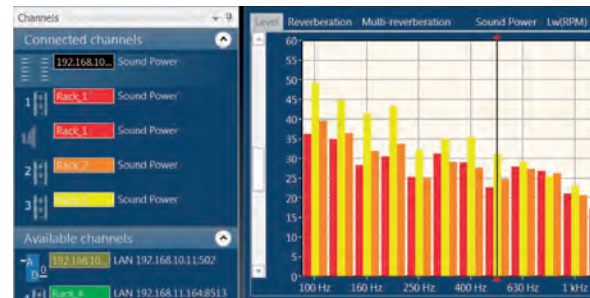 Channels
Connected channels
192.168.10... Sound Power
1 Rack_1 Sound Power
Rack_1 Sound Power
2 Rack_2 Sound Power
3 Sound Power
Available channels
A D 0 192.168.10... LAN 192.168.10.11:502
LAN 192.168.11.164:8513
Level Reverberation Multi-reverberation Sound Power Lw(RPM)
60
55
50
45
40
35
30
25
20
15
10
5
0
100 Hz 160 Hz 250 Hz 400 Hz 630 Hz 1 kHz